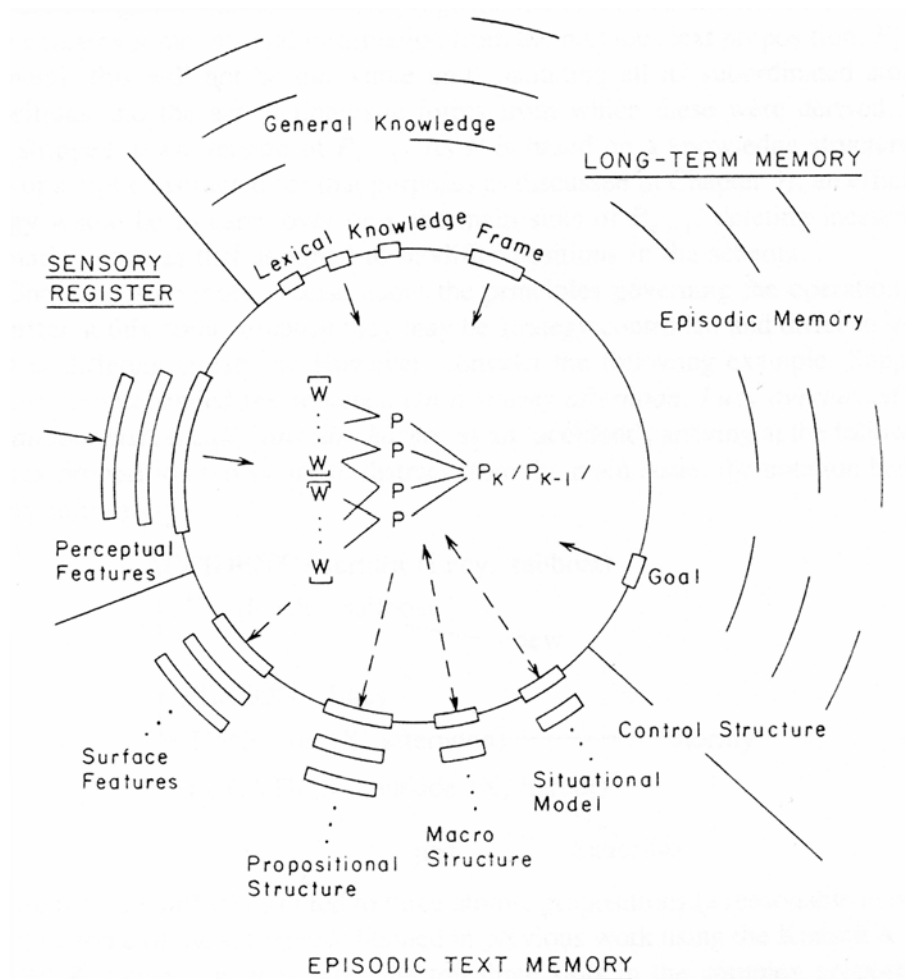 General Knowledge
LONG-TERM MEMORY
Lexical Knowledge
Frame
SENSORY
REGISTER
Episodic Memory
W
P
W
P
PK/PK-1/
W
P
P
W
Perceptual
Features
Goal
Surface
Features
Control Structure
Situational
Model
Macro
Structure
Propositional
Structure
EPISODIC TEXT MEMORY